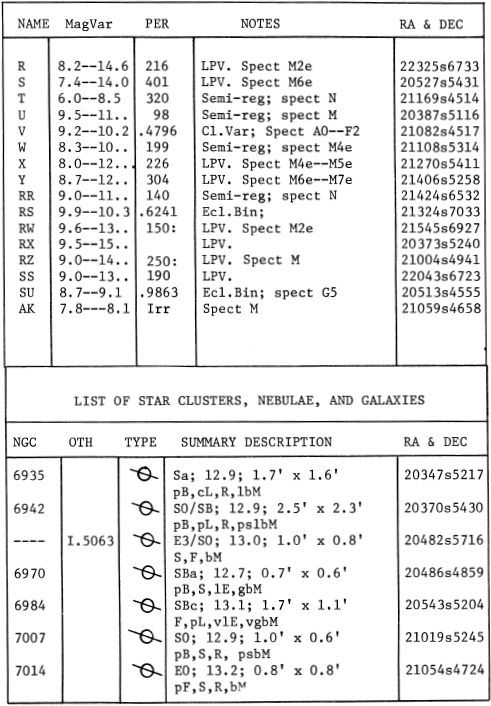 NAME MagVar PER NOTES RA & DEC
R 8.2--14.6 216 LPV. Spect M2e 22325s6733
S 7.4--14.0 401 LPV. Spect M6e 20527s5431
T 6.0--8.5 320 Semi-reg; spect N 21169s4514
U 9.5--11.. 98 Semi-reg; spect M 20387s5116
V 9.2--10.2 .4796 Cl.Var; Spect A0--F2 21082s4517
W 8.3--10.. 199 Semi-reg; spect M4e 21108s5314
X 8.0--12... 226 LPV. Spect M4e--M5e 21270s5411
Y 8.7--12.. 304 LPV. Spect M6e--M7e 21406s5258
RR 9.0--11.. 140 Semi-reg; spect N 21424s6532
RS 9.9--10.3 .6241 Ecl.Bin; 21324s7033
RW 9.6--13.. 150: LPV. Spect M2e 21545s6927
RX 9.5--15.. LPV. 20373s5240
RZ 9.0--14.. 250: LPV. Spect M 21004s4941
SS 9.0--13.. 190 LPV. 22043s6723
SU 8.7--9.1 .9863 Ecl.Bin; spect G5 20513s4555
AK 7.8---8.1 Irr Spect M 21059s4658
LIST OF STAR CLUSTERS, NEBULAE, AND GALAXIES
NGC OTH TYPE SUMMARY DESCRIPTION RA & DEC
6935 Sa; 12.9; 1.7' x 1.6' 20347s5217
pB,cL,R,lbM
6942 S0/SB; 12.9; 2.5' x 2.3' 20370s5430
pB,pL,R,pslbM
---- I.5063 E3/S0; 13.0; 1.0' x 0.8' 20482s5716
S,F,bM
6970 SBa; 12.7; 0.7' x 0.6' 20486s4859
pB,S,lE,gbM
6984 SBc; 13.1; 1.7' x 1.1' 20543s5204
F,pL,vlE,vgbM
7007 S0; 12.9; 1.0' x 0.6' 21019s5245
pB,S,R, psbM
7014 E0; 13.2; 0.8' x 0.8' 21054s4724
pF,S,R,bM